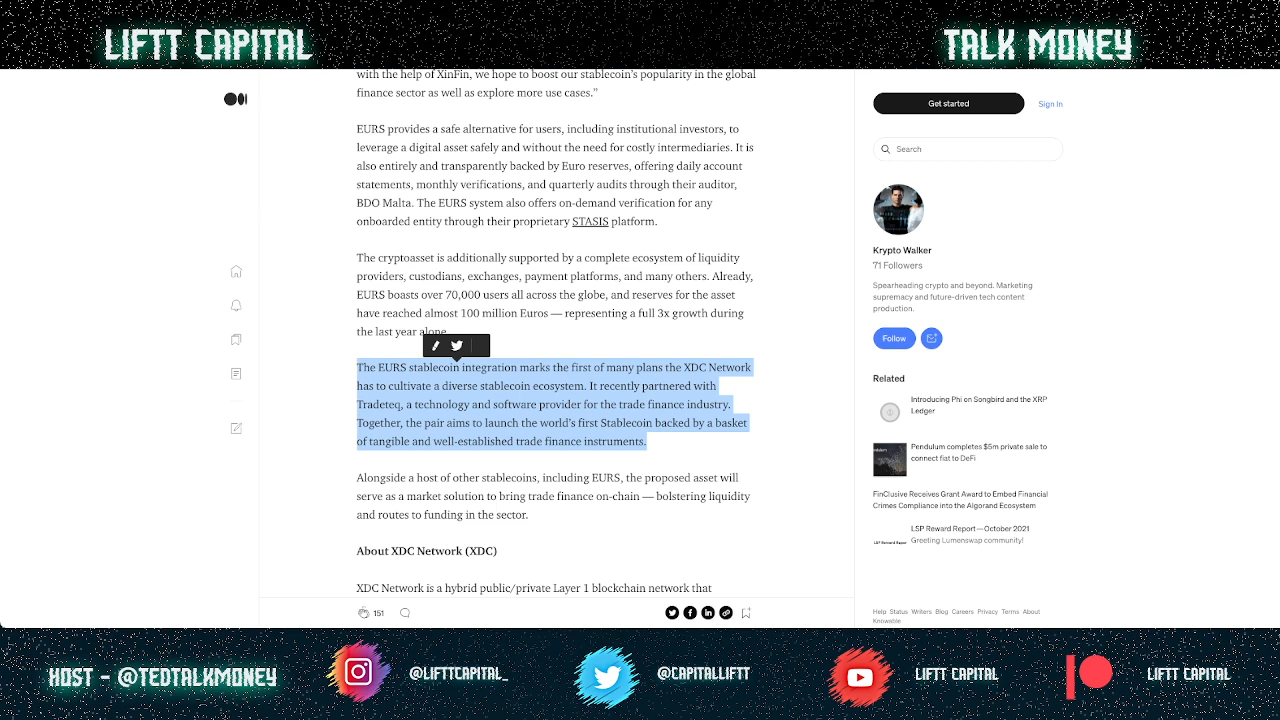 LIFTT CAPITAL
TALK MONEY
with the help of XinFin, we hope to boost our stablecoin's popularity in the global
finance sector as well as explore more use cases.”
EURS provides a safe alternative for users, including institutional investors, to
leverage a digital asset safely and without the need for costly intermediaries. It is
also entirely and transparently backed by Euro reserves, offering daily account
statements, monthly verifications, and quarterly audits through their auditor,
BDO Malta. The EURS system also offers on-demand verification for any
onboarded entity through their proprietary STASIS platform.
The cryptoasset is additionally supported by a complete ecosystem of liquidity
providers, custodians, exchanges, payment platforms, and many others. Already,
EURS boasts over 70,000 users all across the globe, and reserves for the asset
have reached almost 100 million Euros — representing a full 3x growth during
the last year alone.
The EURS stablecoin integration marks the first of many plans the XDC Network
has to cultivate a diverse stablecoin ecosystem. It recently partnered with
Tradeteq, a technology and software provider for the trade finance industry.
Together, the pair aims to launch the world's first Stablecoin backed by a basket
of tangible and well-established trade finance instruments.
Alongside a host of other stablecoins, including EURS, the proposed asset will
serve as a market solution to bring trade finance on-chain — bolstering liquidity
and routes to funding in the sector.
About XDC Network (XDC)
XDC Network is a hybrid public/private Layer 1 blockchain network that
151
Get started
Sign In
Search
Krypto Walker
71 Followers
Spearheading crypto and beyond. Marketing
supremacy and future-driven tech content
production.
Follow
Related
Introducing Phi on Songbird and the XRP
Ledger
Pendulum completes $5m private sale to
connect fiat to DeFi
FinClusive Receives Grant Award to Embed Financial
Crimes Compliance into the Algorand Ecosystem
LSP Reward Report—October 2021
Greeting Lumenswap community!
LSP Reward Report
Help Status Writers Blog Careers Privacy Terms About
Knowable
HOST - @TEDTALKMONEY
@LIFTTCAPITAL_
@CAPITALLIFTT
LIFTT CAPITAL
LIFTT CAPITAL